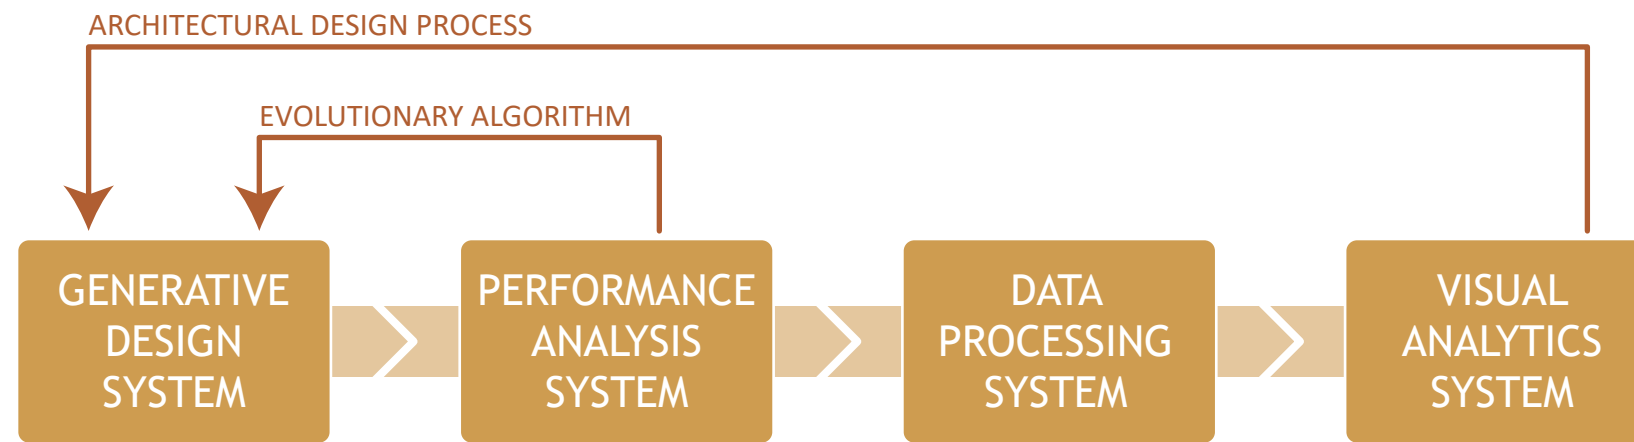 ARCHITECTURAL DESIGN PROCESS
EVOLUTIONARY ALGORITHM
GENERATIVE
DESIGN
SYSTEM
PERFORMANCE
ANALYSIS
SYSTEM
DATA
PROCESSING
SYSTEM
VISUAL
ANALYTICS
SYSTEM